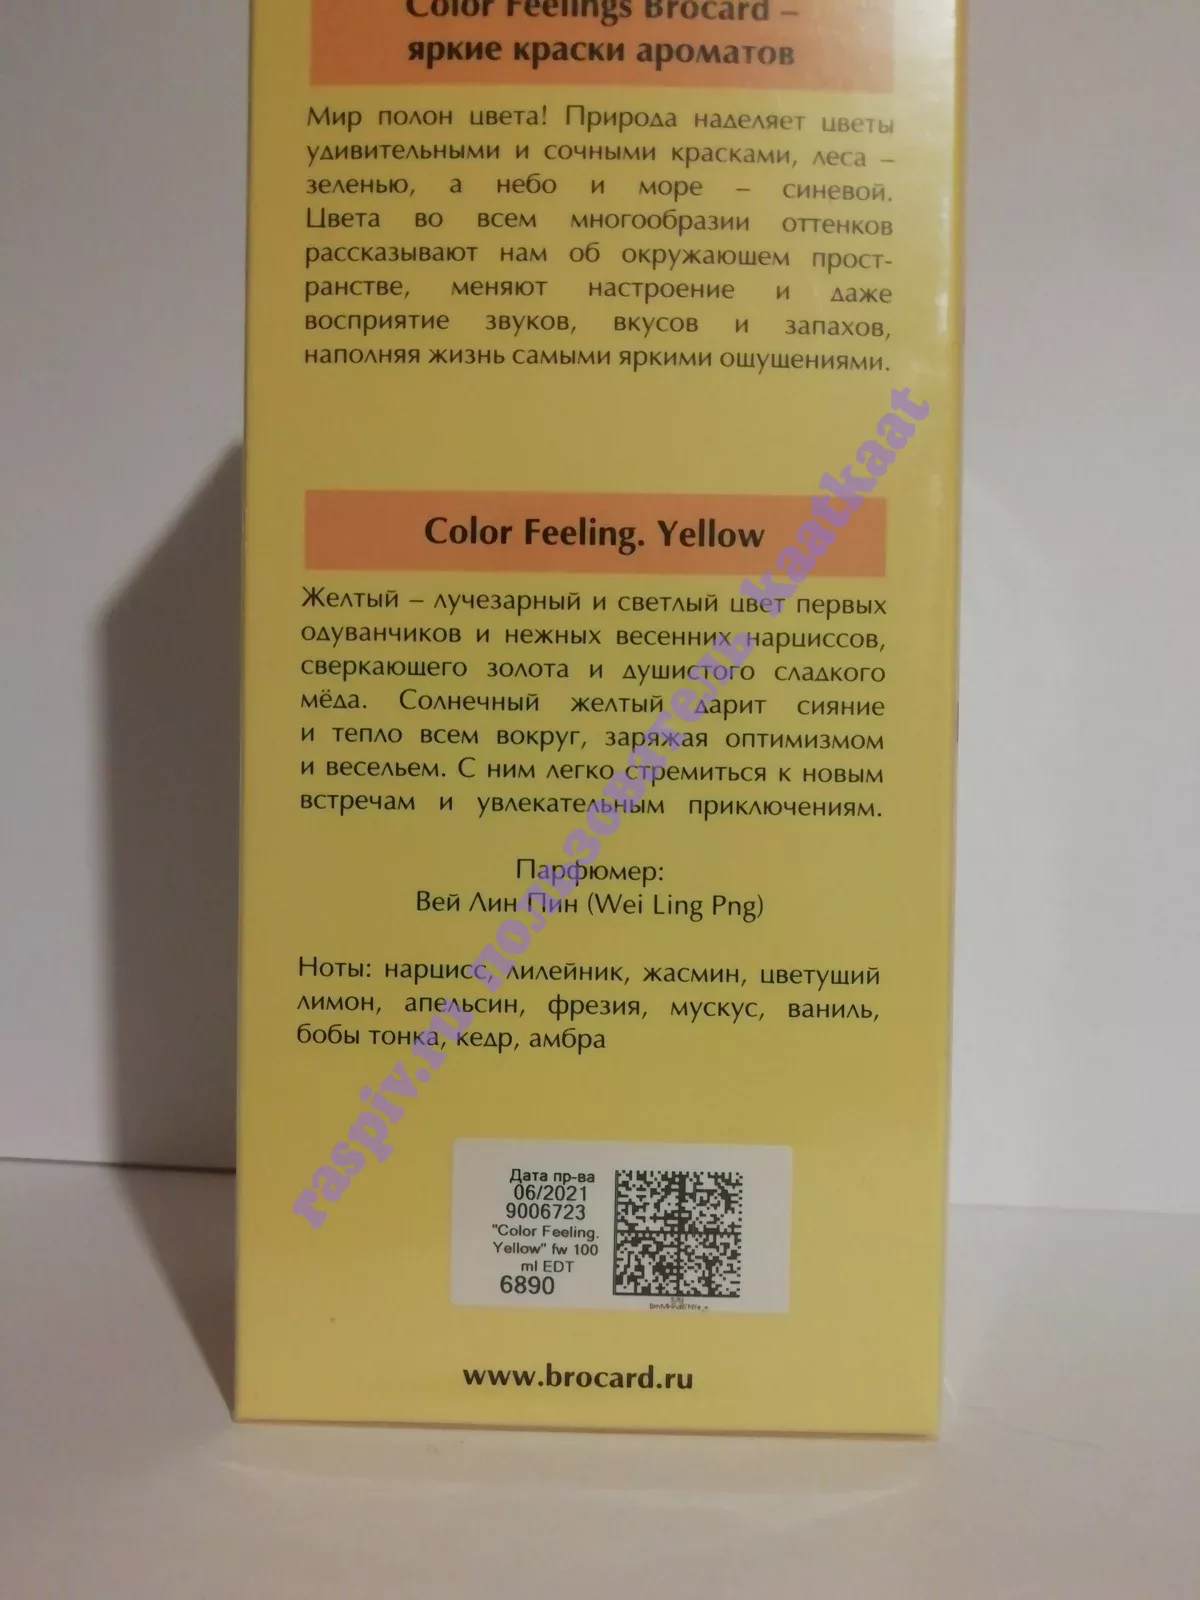 Color Feelings Brocard –
яркие краски ароматов
Мир полон цвета! Природа наделяет цветы
удивительными и сочными красками, леса –
зеленью, а небо и море – синевой.
Цвета во всем многообразии оттенков
рассказывают нам об окружающем прост-
ранстве, меняют настроение и даже
восприятие звуков, вкусов и запахов,
наполняя жизнь самыми яркими ощущениями.
Color Feeling. Yellow
Желтый – лучезарный и светлый цвет первых
одуванчиков и нежных весенних нарциссов,
сверкающего золота и душистого сладкого
мёда. Солнечный желтый дарит сияние
и тепло всем вокруг, заряжая оптимизмом
и весельем. С ним легко стремиться к новым
встречам и увлекательным приключениям.
Парфюмер:
Вей Лин Пин (Wei Ling Png)
Ноты: нарцисс, лилейник, жасмин, цветущий
лимон, апельсин, фрезия, мускус, ваниль,
бобы тонка, кедр, амбра
Дата пр-ва
06/2021
9006723
"Color Feeling.
Yellow" fw 100
ml EDT
6890
www.brocard.ru
raspiv.ru пользователь kaatkaat